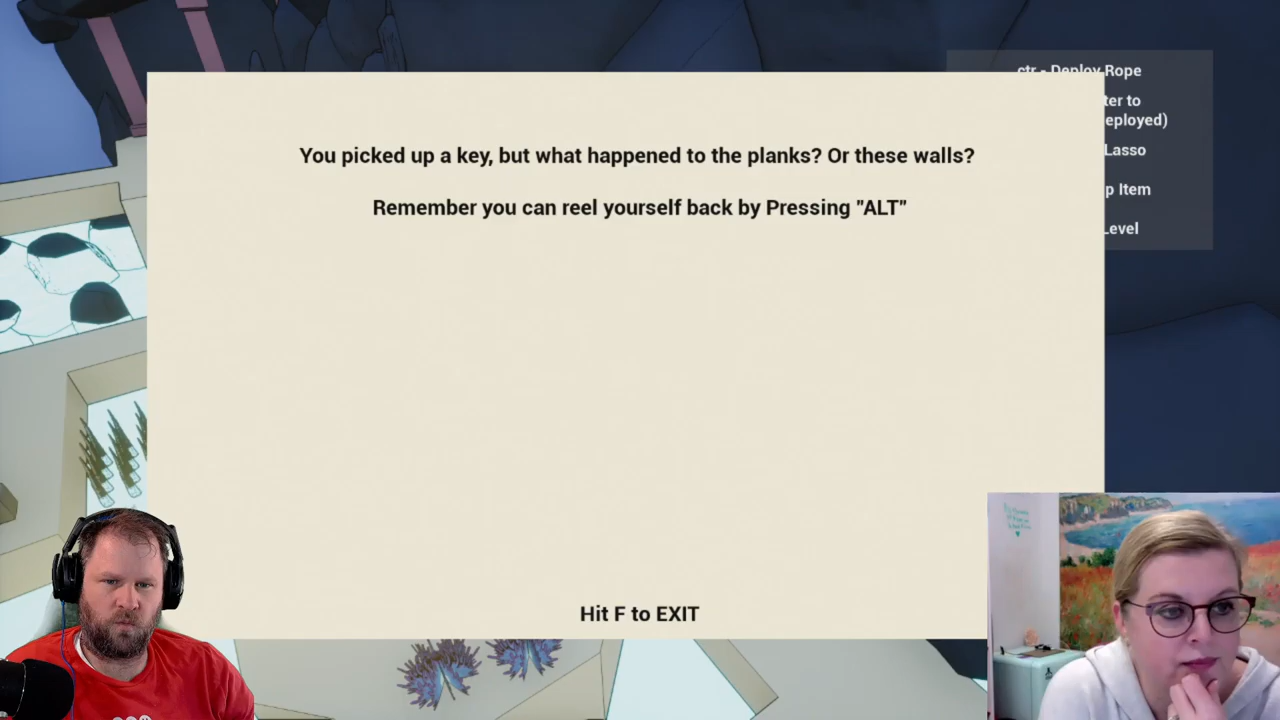 ctr - Deploy Rope
ter to
eployed)
Lasso
p Item
Level
You picked up a key, but what happened to the planks? Or these walls?
Remember you can reel yourself back by Pressing "ALT"
Hit F to EXIT